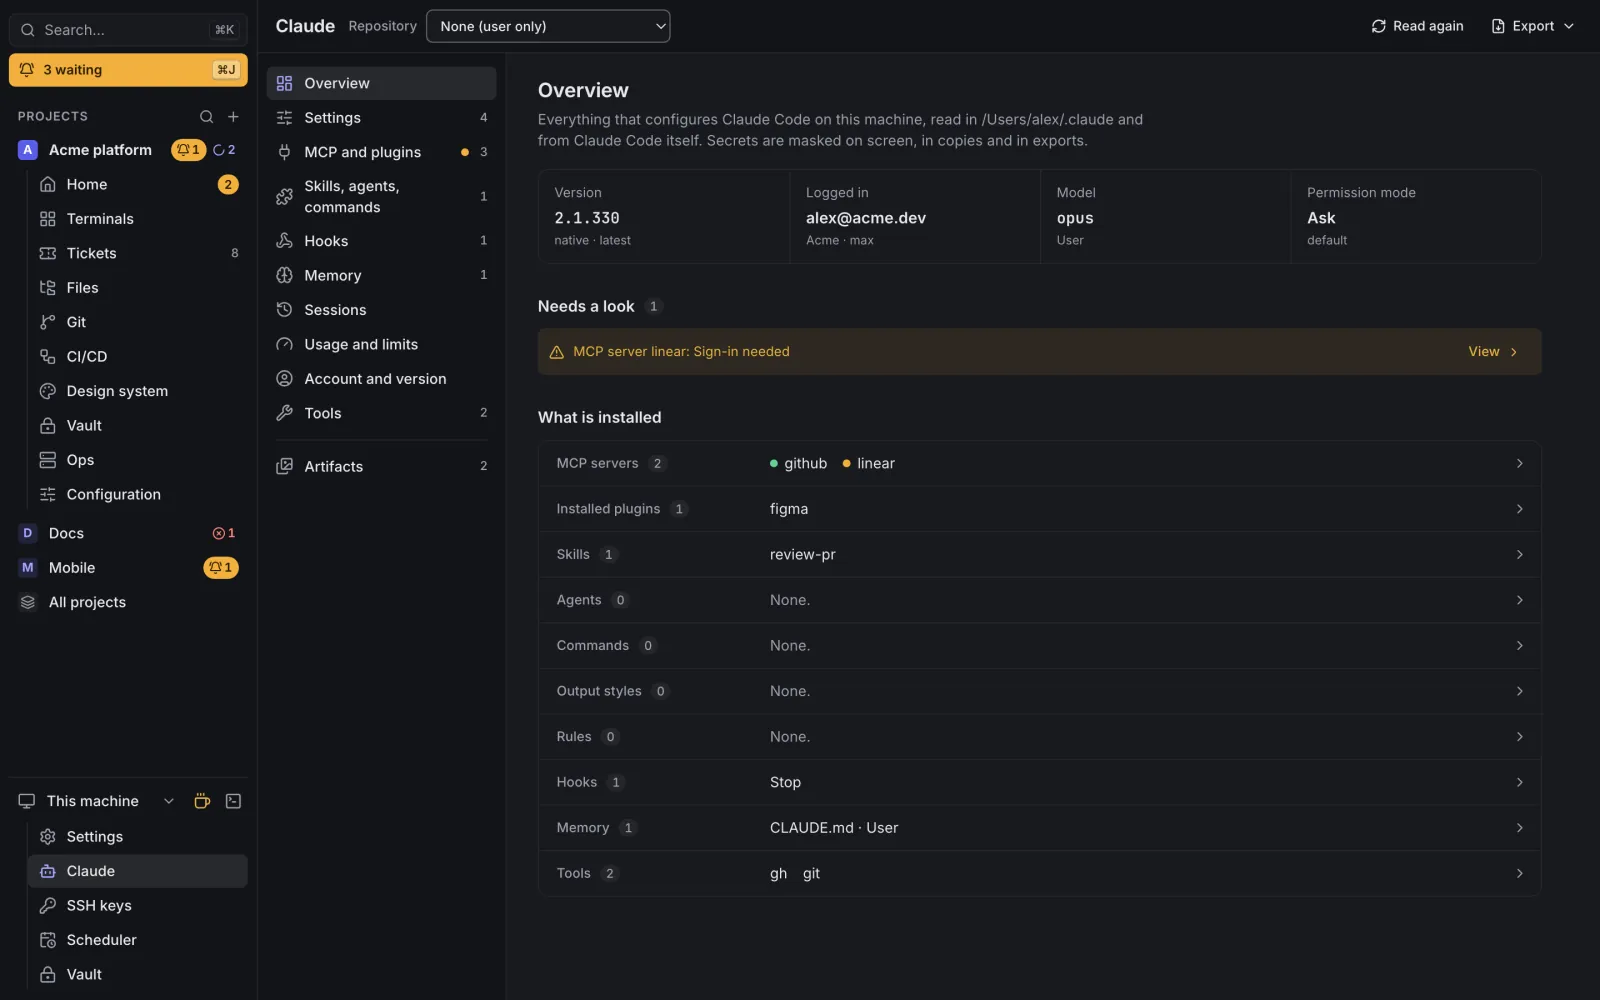 Search...
⌘K
3 waiting
⌘J
PROJECTS
A
Acme platform
1
2
Home
2
Terminals
Tickets
8
Files
Git
CI/CD
Design system
Vault
Ops
Configuration
D
Docs
1
M
Mobile
1
All projects
This machine
Settings
Claude
SSH keys
Scheduler
Vault
Claude
Repository
None (user only)
Read again
Export
Overview
Settings
4
MCP and plugins
3
Skills, agents,
commands
1
Hooks
1
Memory
1
Sessions
Usage and limits
Account and version
Tools
2
Artifacts
2
Overview
Everything that configures Claude Code on this machine, read in /Users/alex/.claude and
from Claude Code itself. Secrets are masked on screen, in copies and in exports.
Version
2.1.330
native · latest
Logged in
alex@acme.dev
Acme · max
Model
opus
User
Permission mode
Ask
default
Needs a look 1
MCP server linear: Sign-in needed
View
What is installed
MCP servers 2 github linear
Installed plugins 1 figma
Skills 1 review-pr
Agents 0 None.
Commands 0 None.
Output styles 0 None.
Rules 0 None.
Hooks 1 Stop
Memory 1 CLAUDE.md · User
Tools 2 gh git